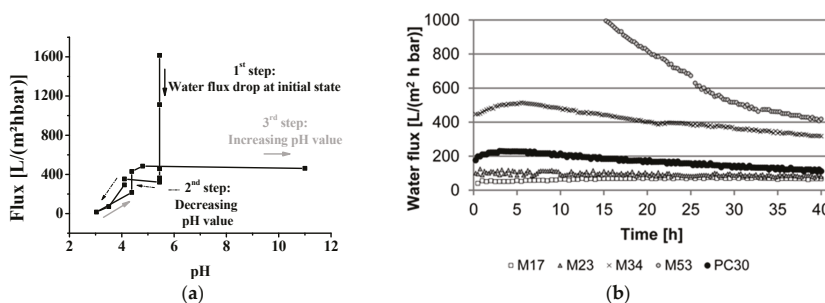 Flux [L/(m²hbar)]
1600
1200
800
400
0
2
4
6
8
10
12
pH
1st step:
Water flux drop at initial state
3rd step:
Increasing pH value
2nd step:
Decreasing
pH value
(a)
b)
Water flux [L/(m² h bar)]
1000
800
600
400
200
0
0
5
10
15
20
25
30
35
40
Time [h]
□ M17 △ M23 × M34 ○ M53 ● PC30
(b)